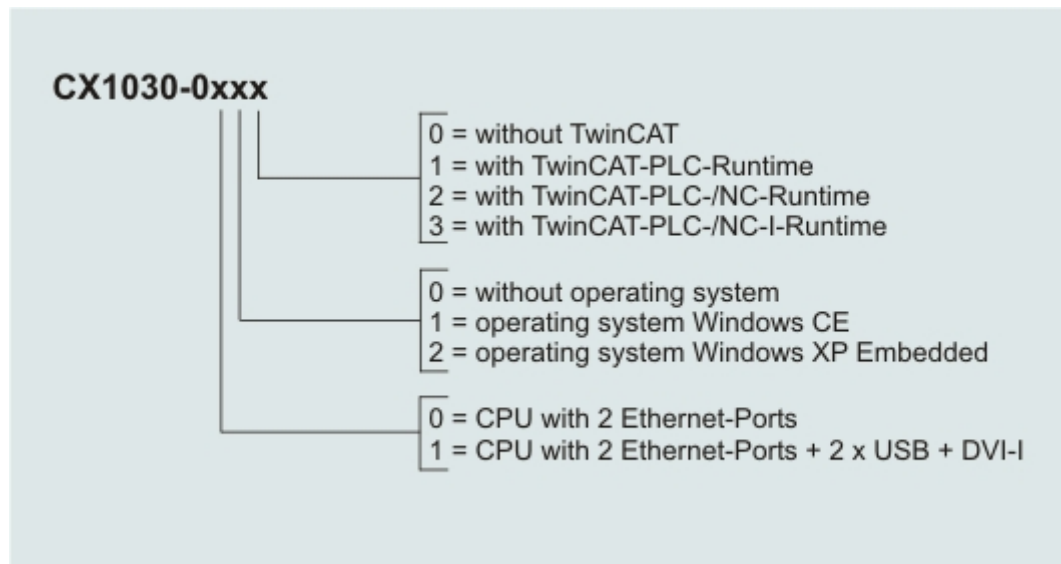 CX1030-0xxx
0 = without TwinCAT
1 = with TwinCAT-PLC-Runtime
2 = with TwinCAT-PLC-/NC-Runtime
3 = with TwinCAT-PLC-/NC-I-Runtime
0 = without operating system
1 = operating system Windows CE
2 = operating system Windows XP Embedded
0 = CPU with 2 Ethernet-Ports
1 = CPU with 2 Ethernet-Ports + 2 x USB + DVI-I